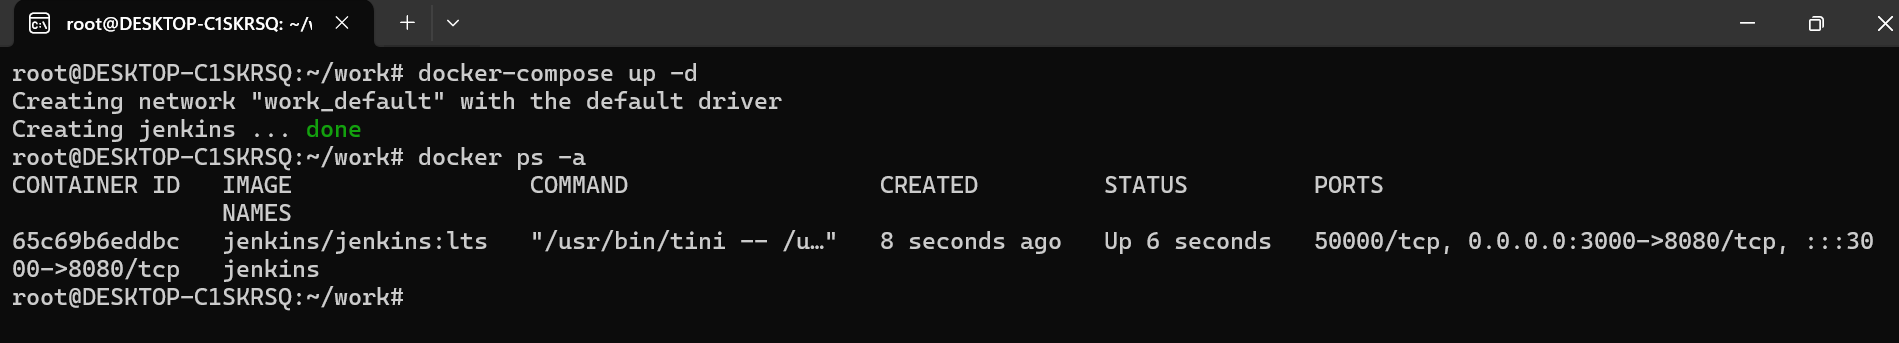 root@DESKTOP-C1SKRSQ: ~/w
root@DESKTOP-C1SKRSQ:~/work# docker-compose up -d
Creating network "work_default" with the default driver
Creating jenkins ... done
root@DESKTOP-C1SKRSQ:~/work# docker ps -a
CONTAINER ID   IMAGE                 COMMAND                  CREATED         STATUS         PORTS
               NAMES
65c69b6eddbc   jenkins/jenkins:lts   "/usr/bin/tini -- /u…"   8 seconds ago   Up 6 seconds   50000/tcp, 0.0.0.0:3000->8080/tcp, :::30
00->8080/tcp   jenkins
root@DESKTOP-C1SKRSQ:~/work#